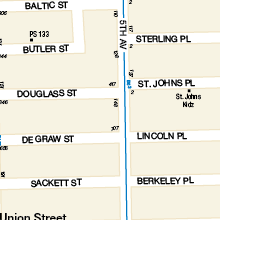 BALTIC ST
5TH AV
STERLING PL
PS 133
BUTLER ST
ST. JOHNS PL
DOUGLASS ST
St. Johns
Kidz
DE GRAW ST
LINCOLN PL
SACKETT ST
BERKELEY PL
Union Street